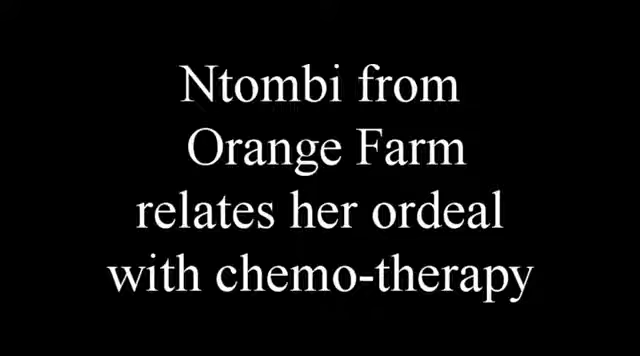 Ntombi from
Orange Farm
relates her ordeal
with chemo-therapy